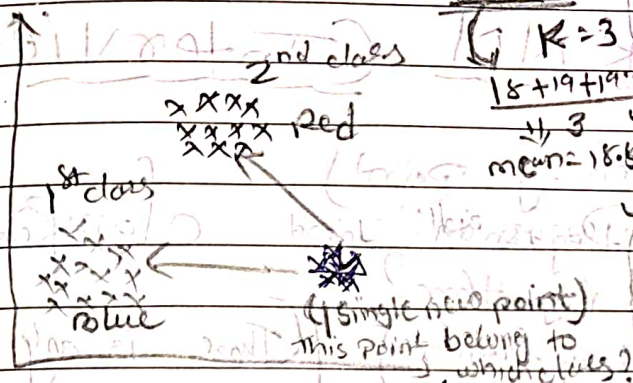 2nd class
Red
K=3
18+19+19
3
mean=18.6
1st class
Blue
(1 single new point)
This point belong to
which class?